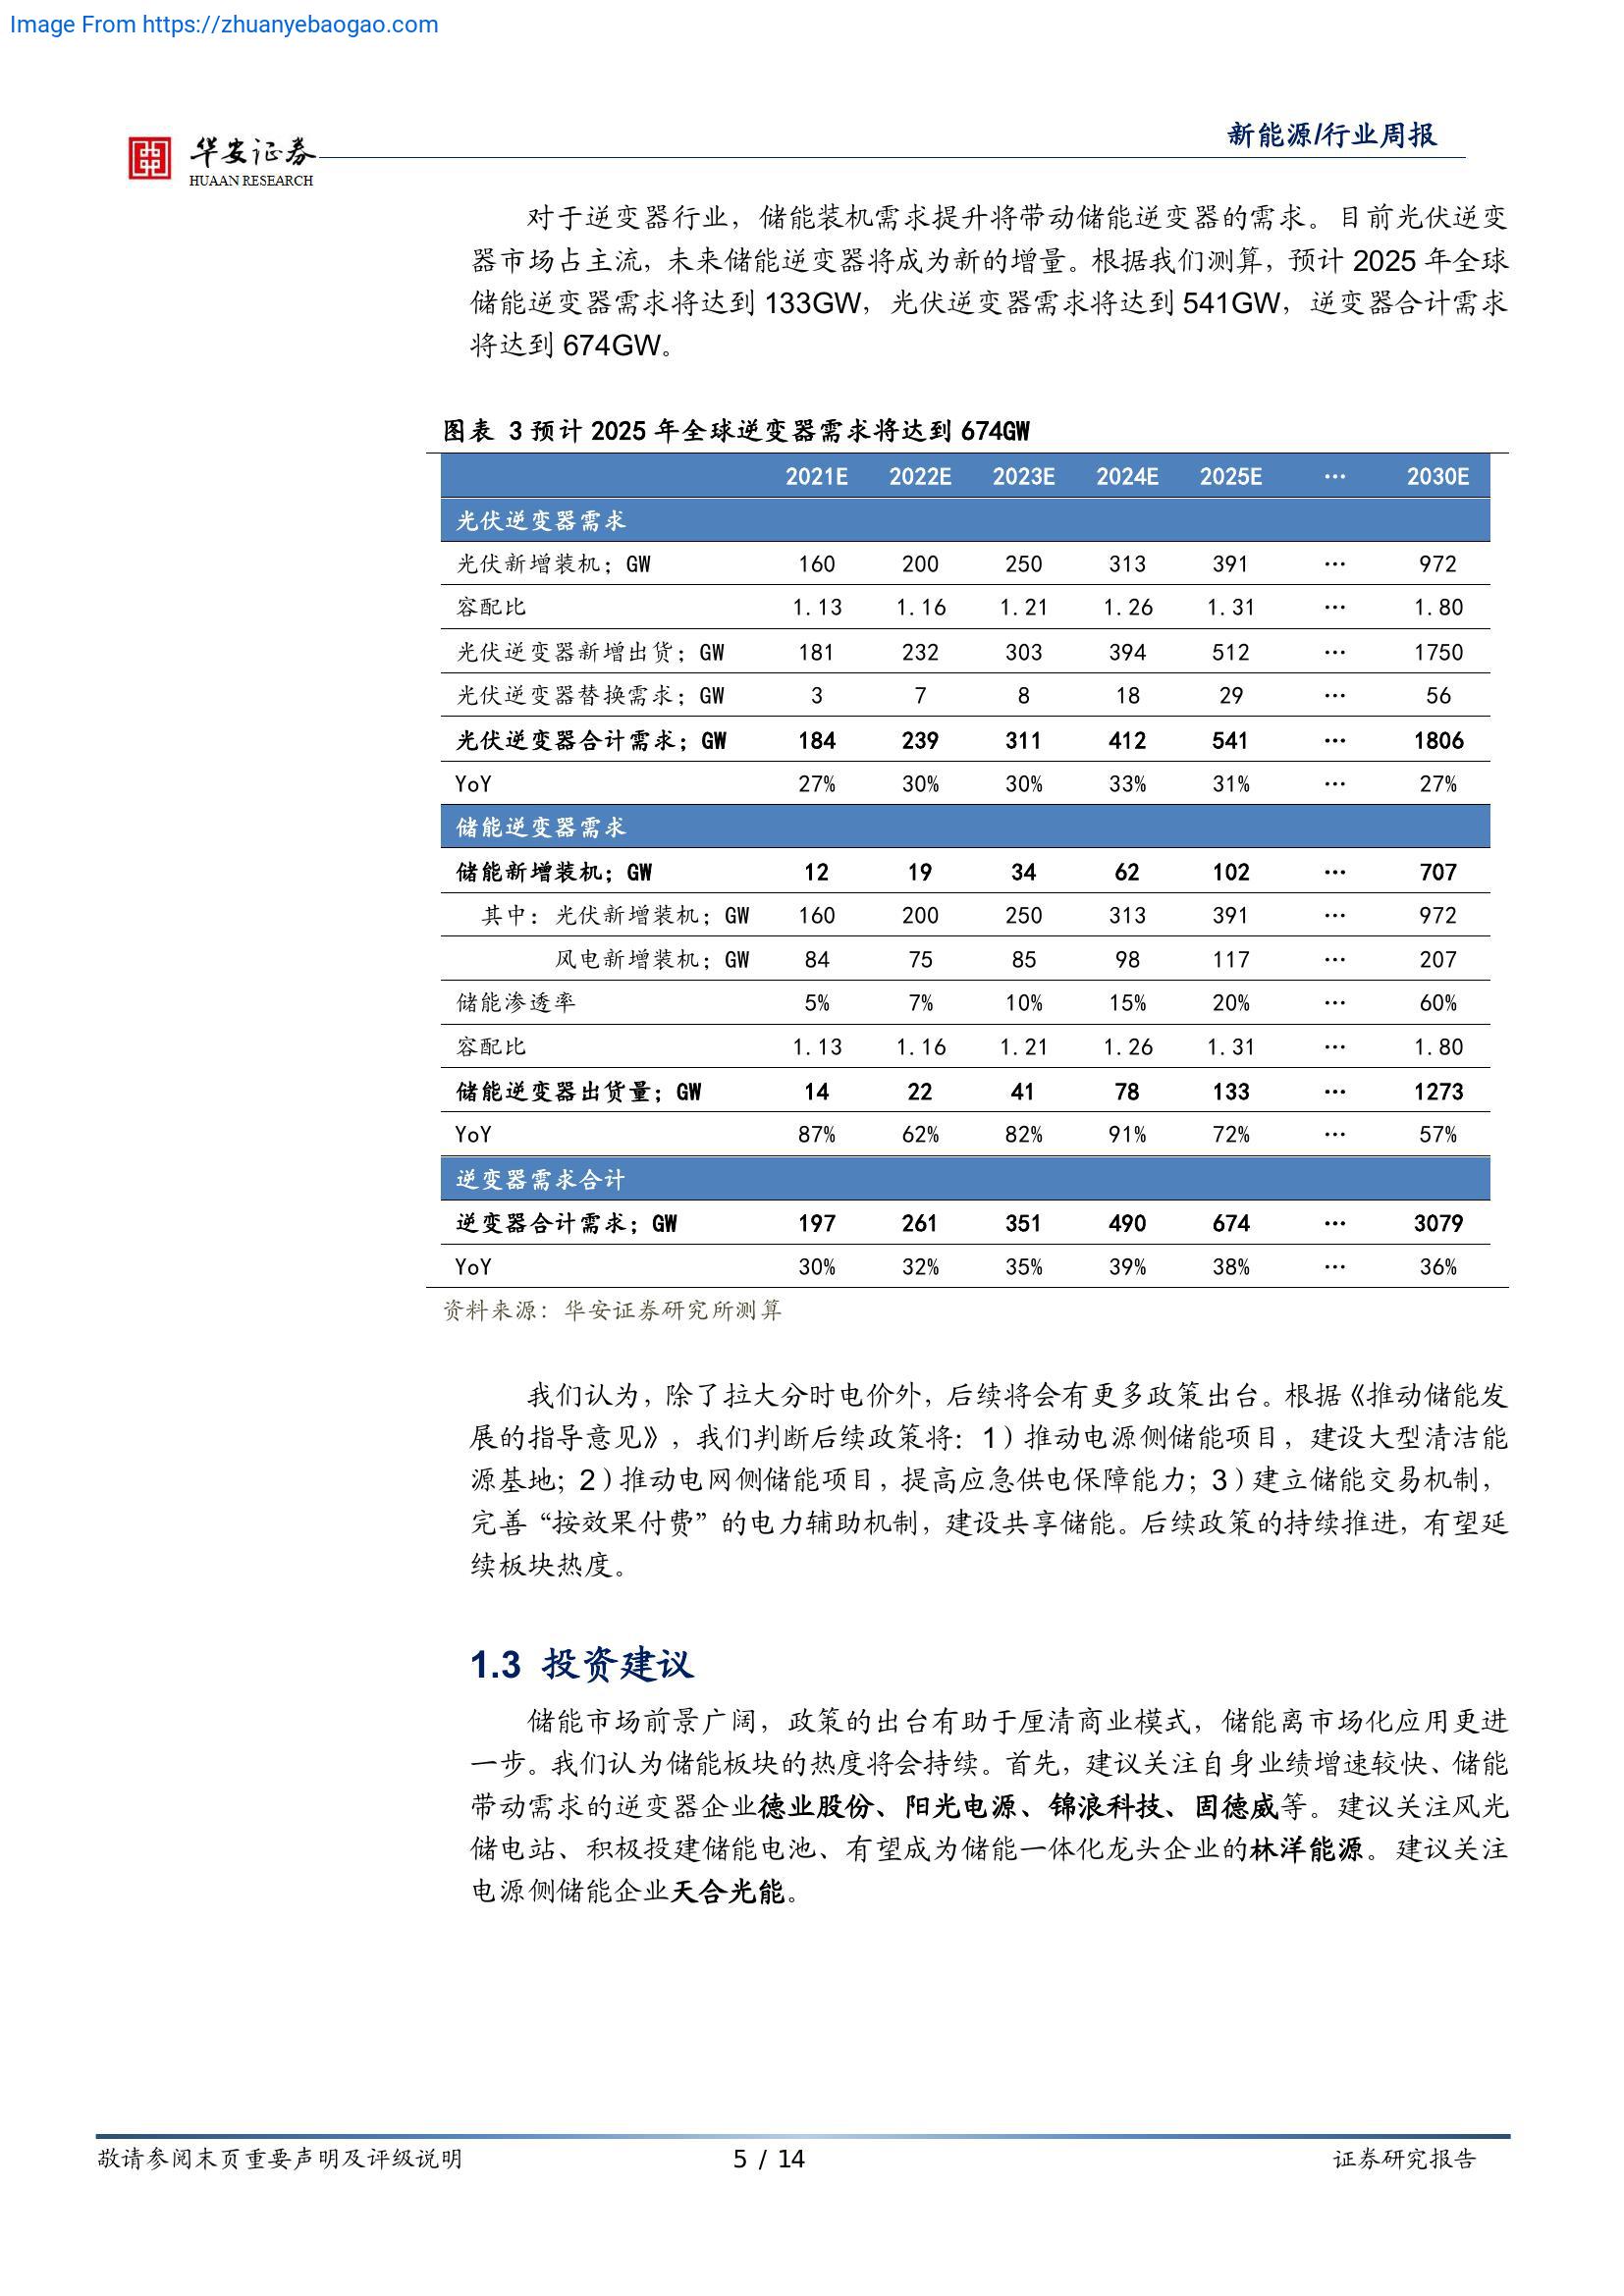 Image From https://zhuanyebaogao.com
华安证券
HUAAN RESEARCH
新能源/行业周报
对于逆变器行业，储能装机需求提升将带动储能逆变器的需求。目前光伏逆变
器市场占主流，未来储能逆变器将成为新的增量。根据我们测算，预计 2025 年全球
储能逆变器需求将达到 133GW，光伏逆变器需求将达到 541GW，逆变器合计需求
将达到 674GW。
图表 3 预计 2025 年全球逆变器需求将达到 674GW
2021E 2022E 2023E 2024E 2025E … 2030E
光伏逆变器需求
光伏新增装机；GW 160 200 250 313 391 … 972
容配比 1.13 1.16 1.21 1.26 1.31 … 1.80
光伏逆变器新增出货；GW 181 232 303 394 512 … 1750
光伏逆变器替换需求；GW 3 7 8 18 29 … 56
光伏逆变器合计需求；GW 184 239 311 412 541 … 1806
YoY 27% 30% 30% 33% 31% … 27%
储能逆变器需求
储能新增装机；GW 12 19 34 62 102 … 707
其中：光伏新增装机；GW 160 200 250 313 391 … 972
风电新增装机；GW 84 75 85 98 117 … 207
储能渗透率 5% 7% 10% 15% 20% … 60%
容配比 1.13 1.16 1.21 1.26 1.31 … 1.80
储能逆变器出货量；GW 14 22 41 78 133 … 1273
YoY 87% 62% 82% 91% 72% … 57%
逆变器需求合计
逆变器合计需求；GW 197 261 351 490 674 … 3079
YoY 30% 32% 35% 39% 38% … 36%
资料来源：华安证券研究所测算
我们认为，除了拉大分时电价外，后续将会有更多政策出台。根据《推动储能发
展的指导意见》，我们判断后续政策将：1）推动电源侧储能项目，建设大型清洁能
源基地；2）推动电网侧储能项目，提高应急供电保障能力；3）建立储能交易机制，
完善“按效果付费”的电力辅助机制，建设共享储能。后续政策的持续推进，有望延
续板块热度。
1.3 投资建议
储能市场前景广阔，政策的出台有助于厘清商业模式，储能离市场化应用更进
一步。我们认为储能板块的热度将会持续。首先，建议关注自身业绩增速较快、储能
带动需求的逆变器企业德业股份、阳光电源、锦浪科技、固德威等。建议关注风光
储电站、积极投建储能电池、有望成为储能一体化龙头企业的林洋能源。建议关注
电源侧储能企业天合光能。
敬请参阅末页重要声明及评级说明 5 / 14 证券研究报告